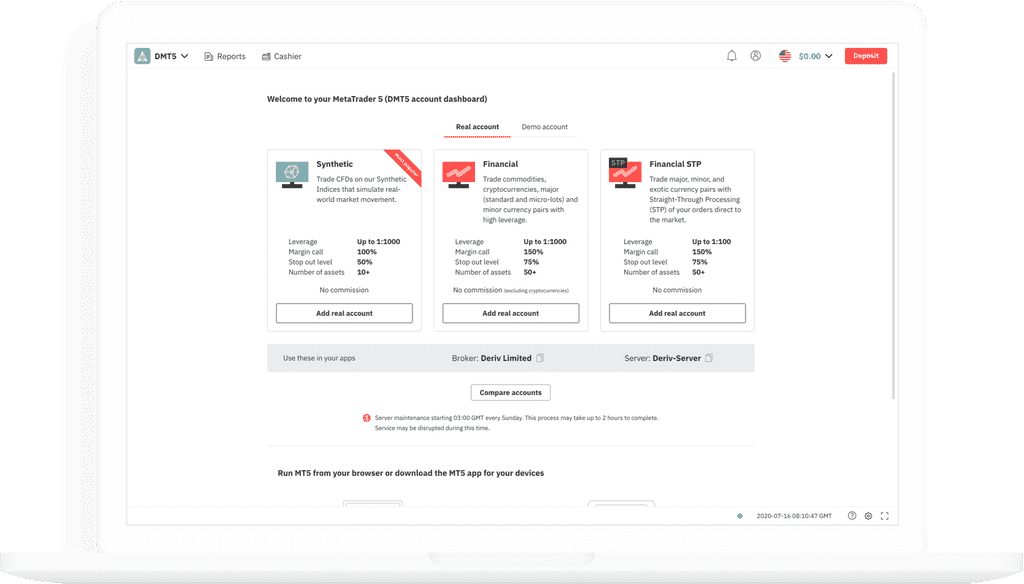 DMT5 Reports Cashier $0.00 Deposit
Welcome to your MetaTrader 5 (DMT5 account dashboard)
Real account Demo account
Synthetic
Most popular
Trade CFDs on our Synthetic
Indices that simulate real-
world market movement.
Leverage Up to 1:1000
Margin call 100%
Stop out level 50%
Number of assets 10+
No commission
Add real account
Financial
Trade commodities,
cryptocurrencies, major
(standard and micro-lots) and
minor currency pairs with
high leverage.
Leverage Up to 1:1000
Margin call 150%
Stop out level 75%
Number of assets 50+
No commission (excluding cryptocurrencies)
Add real account
STP
Financial STP
Trade major, minor, and
exotic currency pairs with
Straight-Through Processing
(STP) of your orders direct to
the market.
Leverage Up to 1:100
Margin call 150%
Stop out level 75%
Number of assets 50+
No commission
Add real account
Use these in your apps Broker: Deriv Limited Server: Deriv-Server
Compare accounts
Server maintenance starting 03:00 GMT every Sunday. This process may take up to 2 hours to complete.
Service may be disrupted during this time.
Run MT5 from your browser or download the MT5 app for your devices
2020-07-16 08:10:47 GMT